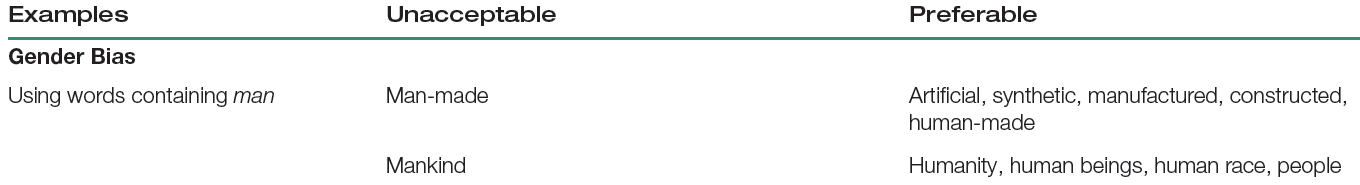 Examples Unacceptable Preferable
Gender Bias
Using words containing man Man-made Artificial, synthetic, manufactured, constructed,
human-made
Mankind Humanity, human beings, human race, people